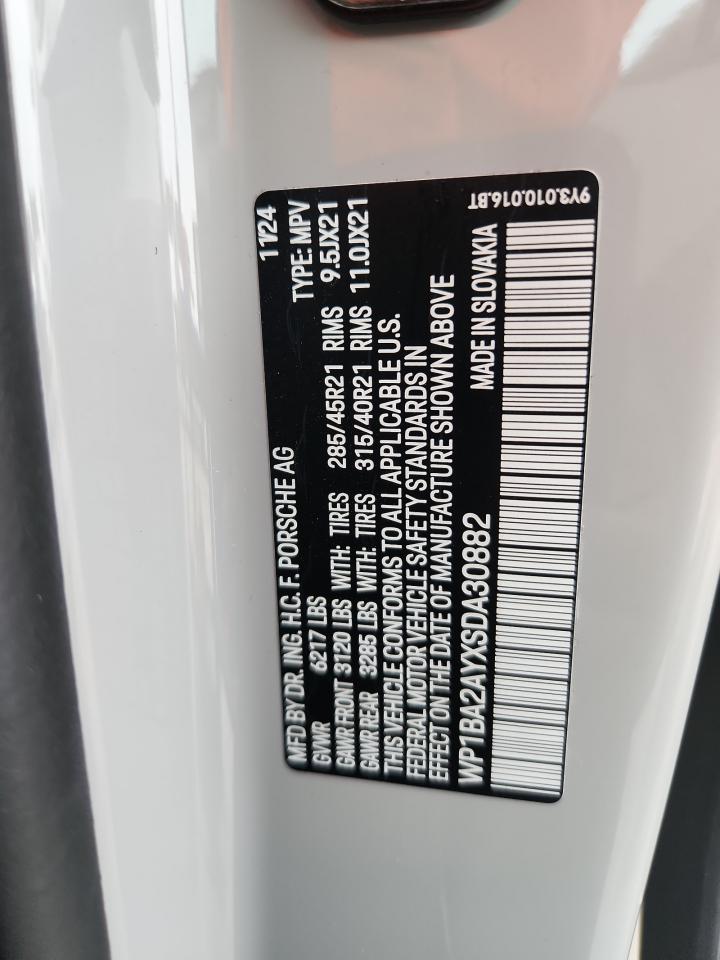 MFD BY DR. ING. H.C. F. PORSCHE AG 1124
GVWR 6217 LBS TYPE: MPV
GAWR FRONT 3120 LBS WITH: TIRES 285/45R21 RIMS 9.5JX21
GAWR REAR 3285 LBS WITH: TIRES 315/40R21 RIMS 11.0JX21
THIS VEHICLE CONFORMS TO ALL APPLICABLE U.S.
FEDERAL MOTOR VEHICLE SAFETY STANDARDS IN
EFFECT ON THE DATE OF MANUFACTURE SHOWN ABOVE
WP1BA2AYXSDA30882 MADE IN SLOVAKIA
9Y3.010.016.BT